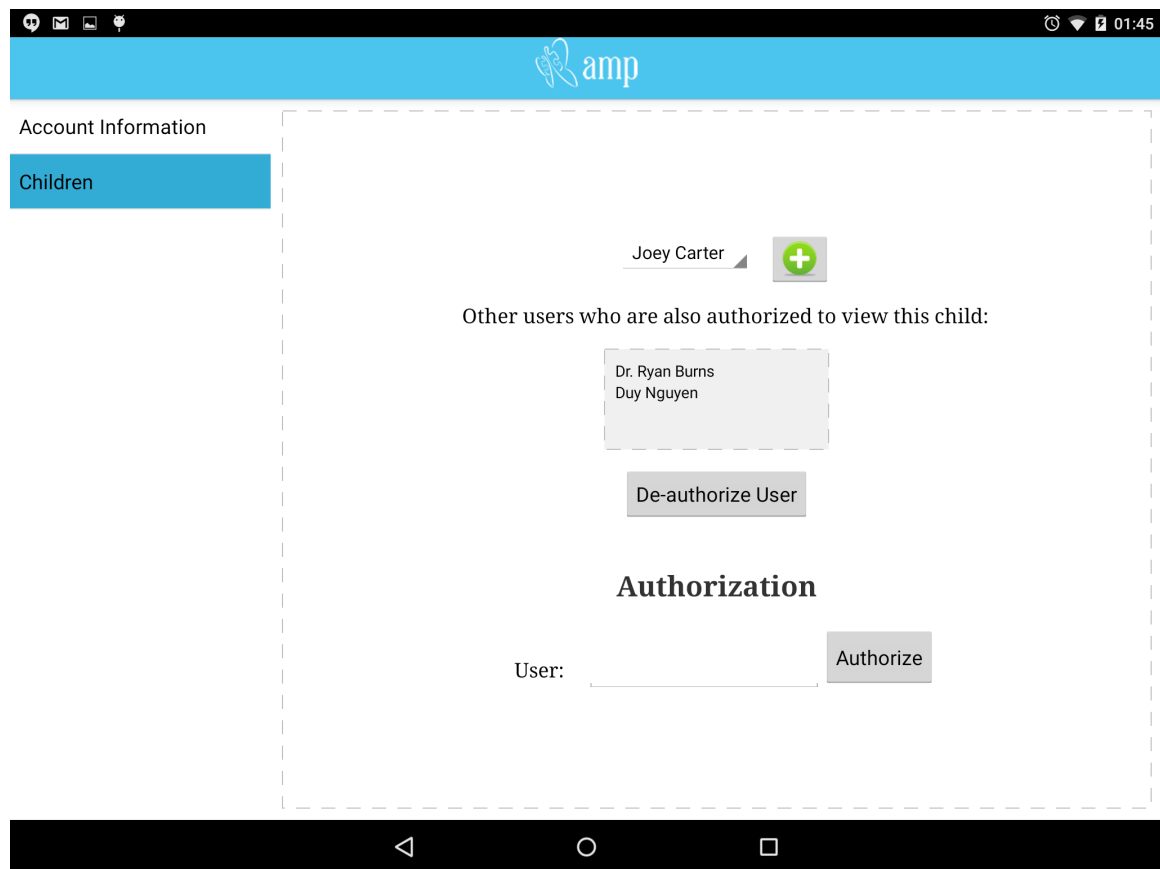 01:45
amp
Account Information
Children
Joey Carter
Other users who are also authorized to view this child:
Dr. Ryan Burns
Duy Nguyen
De-authorize User
Authorization
User:
Authorize